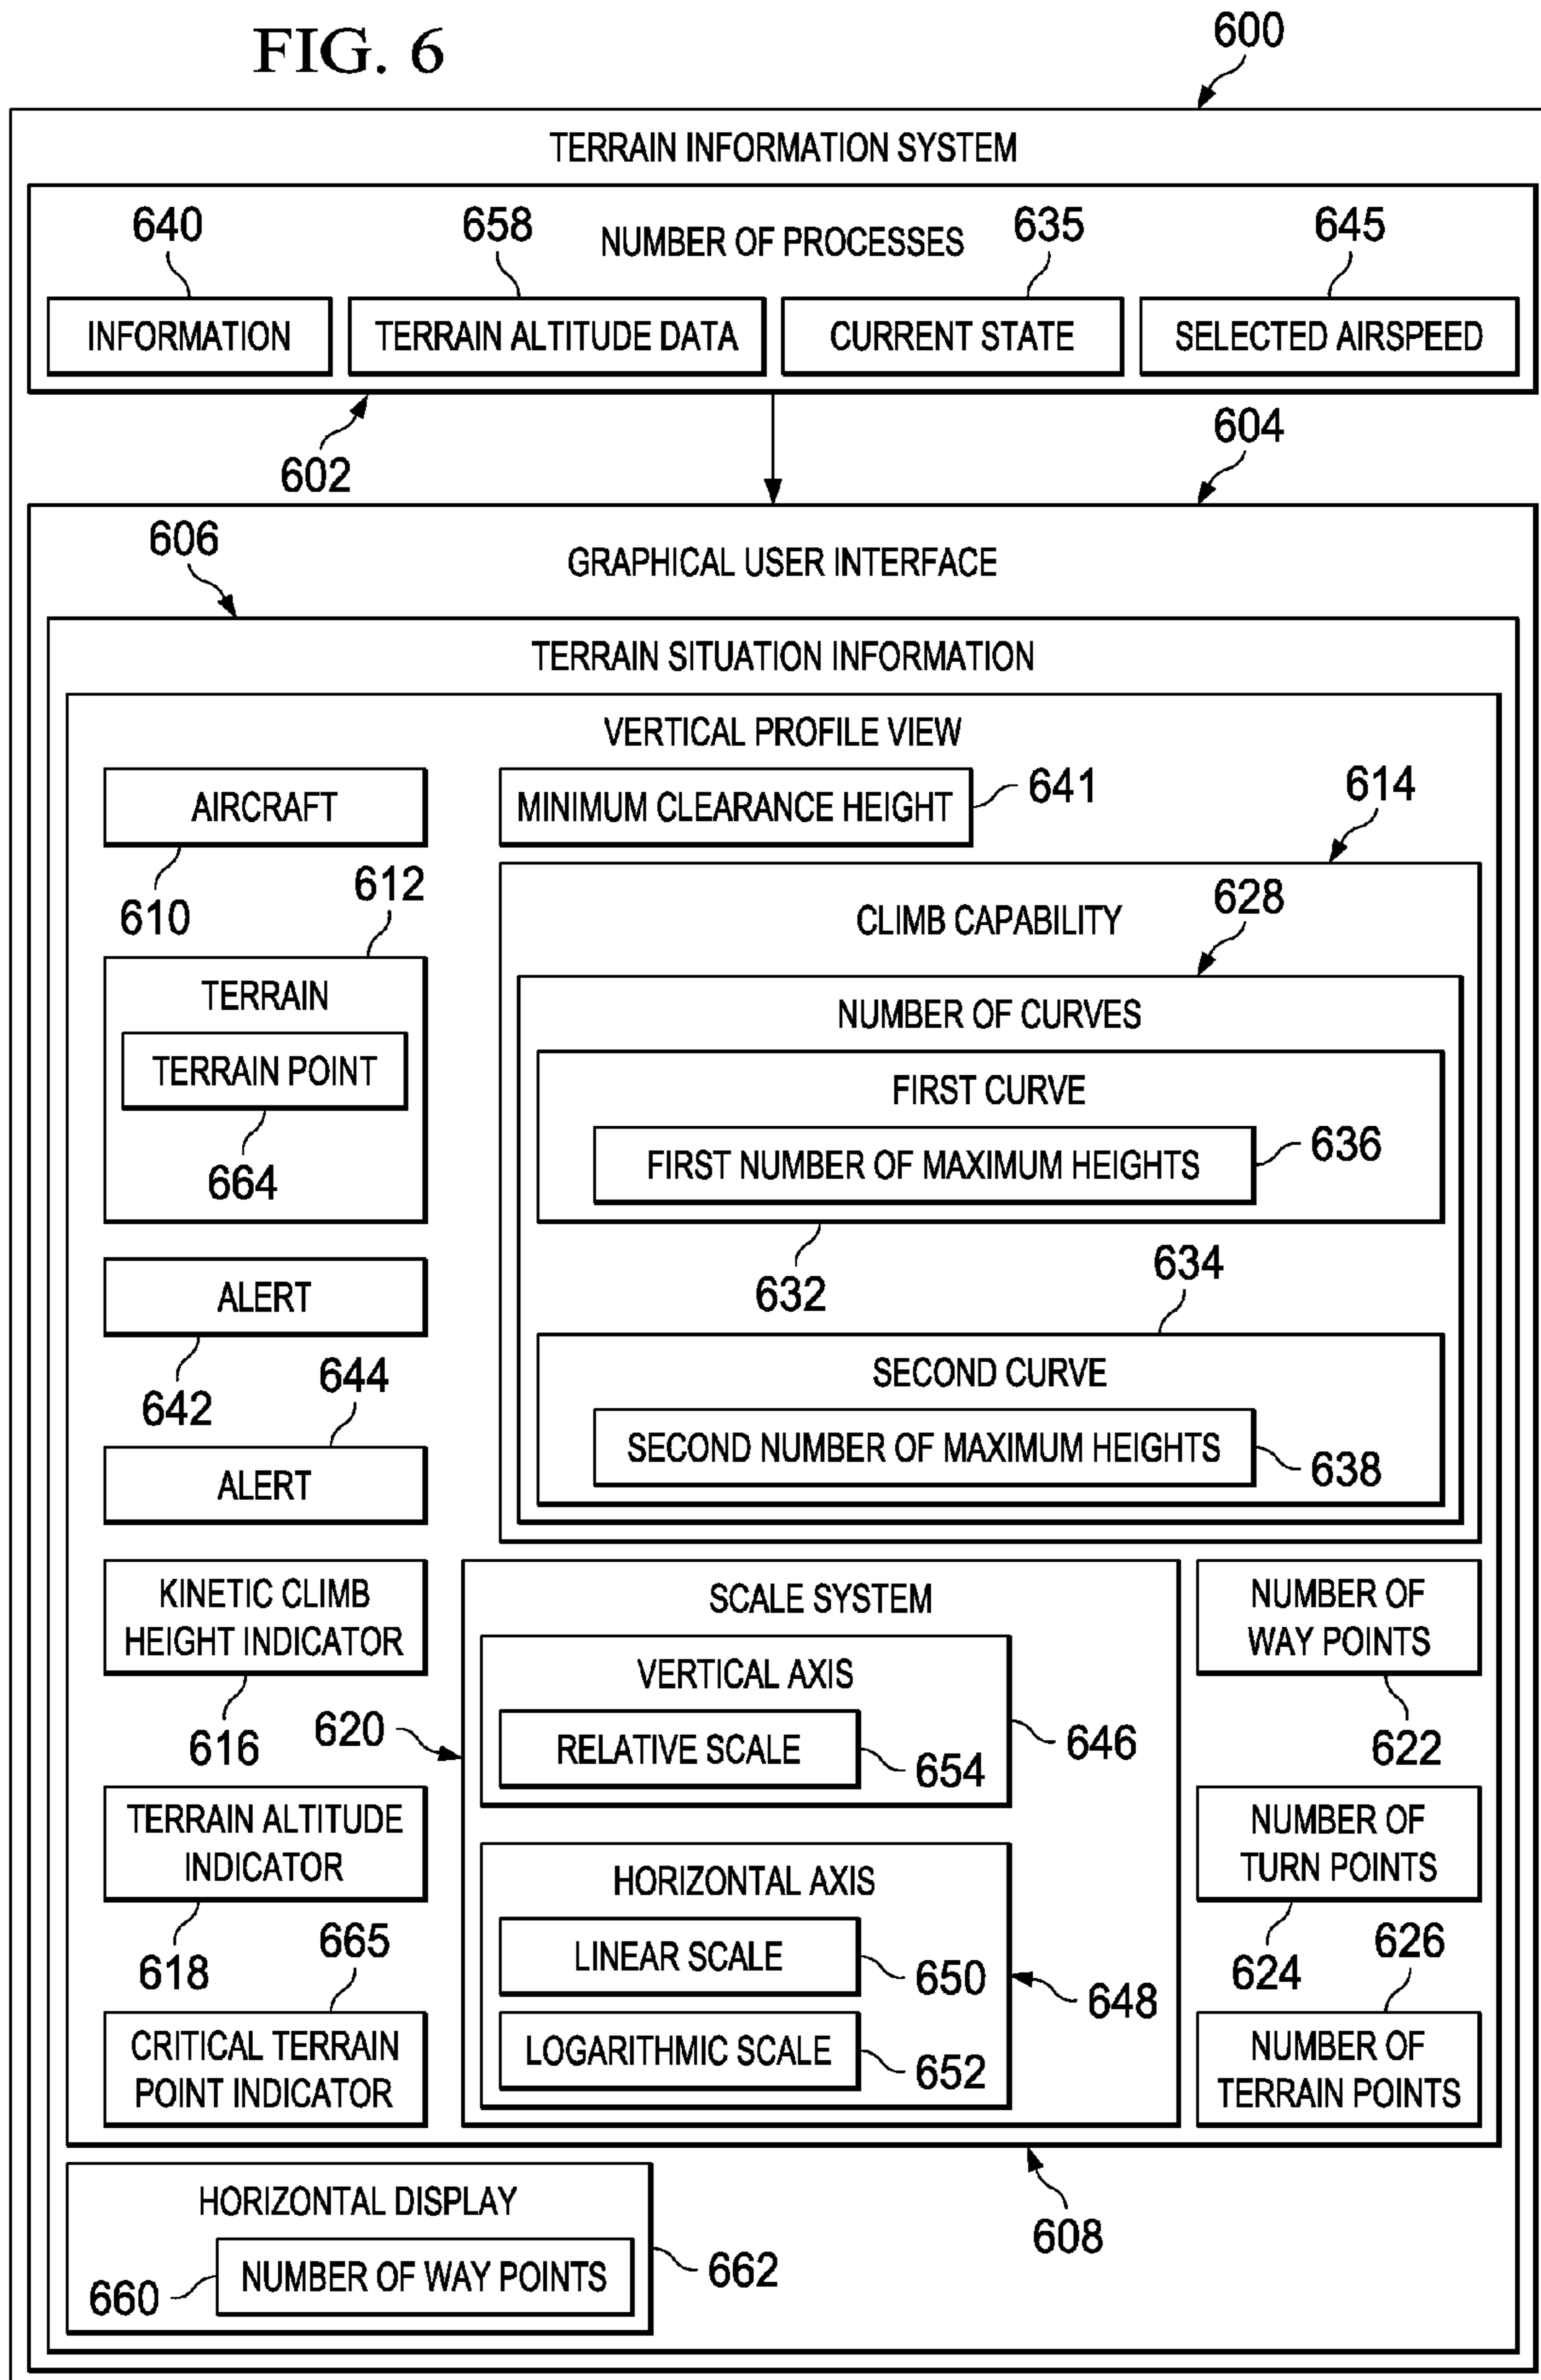 FIG. 6
600
TERRAIN INFORMATION SYSTEM
640
658
NUMBER OF PROCESSES
635
645
INFORMATION
TERRAIN ALTITUDE DATA
CURRENT STATE
SELECTED AIRSPEED
602
604
606
GRAPHICAL USER INTERFACE
TERRAIN SITUATION INFORMATION
VERTICAL PROFILE VIEW
AIRCRAFT
610
MINIMUM CLEARANCE HEIGHT
641
614
612
TERRAIN
TERRAIN POINT
664
CLIMB CAPABILITY
628
NUMBER OF CURVES
FIRST CURVE
FIRST NUMBER OF MAXIMUM HEIGHTS
636
632
634
SECOND CURVE
SECOND NUMBER OF MAXIMUM HEIGHTS
638
ALERT
642
644
ALERT
KINETIC CLIMB
HEIGHT INDICATOR
616
620
SCALE SYSTEM
VERTICAL AXIS
RELATIVE SCALE
654
646
NUMBER OF
WAY POINTS
622
TERRAIN ALTITUDE
INDICATOR
618
665
HORIZONTAL AXIS
LINEAR SCALE
650
LOGARITHMIC SCALE
652
648
NUMBER OF
TURN POINTS
624
626
CRITICAL TERRAIN
POINT INDICATOR
NUMBER OF
TERRAIN POINTS
608
HORIZONTAL DISPLAY
660
NUMBER OF WAY POINTS
662